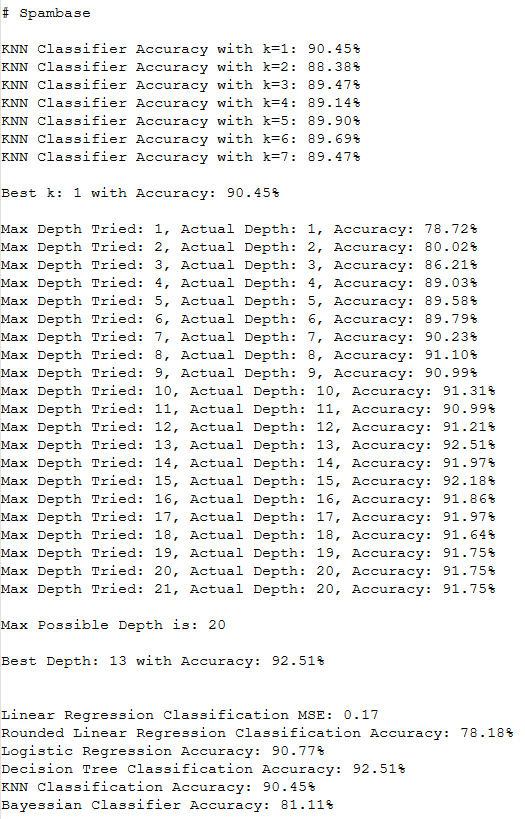 # Spambase
KNN Classifier Accuracy with k=1: 90.45%
KNN Classifier Accuracy with k=2: 88.38%
KNN Classifier Accuracy with k=3: 89.47%
KNN Classifier Accuracy with k=4: 89.14%
KNN Classifier Accuracy with k=5: 89.90%
KNN Classifier Accuracy with k=6: 89.69%
KNN Classifier Accuracy with k=7: 89.47%
Best k: 1 with Accuracy: 90.45%
Max Depth Tried: 1, Actual Depth: 1, Accuracy: 78.72%
Max Depth Tried: 2, Actual Depth: 2, Accuracy: 80.02%
Max Depth Tried: 3, Actual Depth: 3, Accuracy: 86.21%
Max Depth Tried: 4, Actual Depth: 4, Accuracy: 89.03%
Max Depth Tried: 5, Actual Depth: 5, Accuracy: 89.58%
Max Depth Tried: 6, Actual Depth: 6, Accuracy: 89.79%
Max Depth Tried: 7, Actual Depth: 7, Accuracy: 90.23%
Max Depth Tried: 8, Actual Depth: 8, Accuracy: 91.10%
Max Depth Tried: 9, Actual Depth: 9, Accuracy: 90.99%
Max Depth Tried: 10, Actual Depth: 10, Accuracy: 91.31%
Max Depth Tried: 11, Actual Depth: 11, Accuracy: 90.99%
Max Depth Tried: 12, Actual Depth: 12, Accuracy: 91.21%
Max Depth Tried: 13, Actual Depth: 13, Accuracy: 92.51%
Max Depth Tried: 14, Actual Depth: 14, Accuracy: 91.97%
Max Depth Tried: 15, Actual Depth: 15, Accuracy: 92.18%
Max Depth Tried: 16, Actual Depth: 16, Accuracy: 91.86%
Max Depth Tried: 17, Actual Depth: 17, Accuracy: 91.97%
Max Depth Tried: 18, Actual Depth: 18, Accuracy: 91.64%
Max Depth Tried: 19, Actual Depth: 19, Accuracy: 91.75%
Max Depth Tried: 20, Actual Depth: 20, Accuracy: 91.75%
Max Depth Tried: 21, Actual Depth: 20, Accuracy: 91.75%
Max Possible Depth is: 20
Best Depth: 13 with Accuracy: 92.51%
Linear Regression Classification MSE: 0.17
Rounded Linear Regression Classification Accuracy: 78.18%
Logistic Regression Accuracy: 90.77%
Decision Tree Classification Accuracy: 92.51%
KNN Classification Accuracy: 90.45%
Bayessian Classifier Accuracy: 81.11%